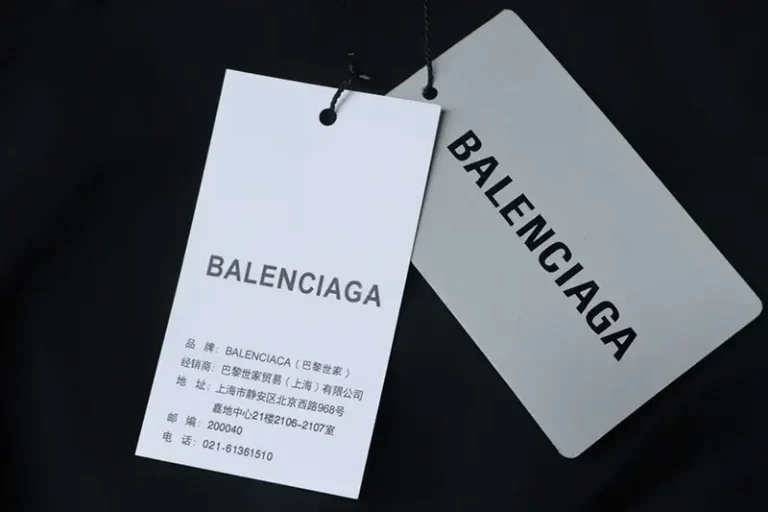 BALENCIAGA
品 牌：BALENCIACA（巴黎世家）
经销商：巴黎世家贸易（上海）有限公司
地 址：上海市静安区北京西路968号
嘉地中心21楼2106-2107室
邮 编：200040
电 话：021-61361510
BALENCIAGA